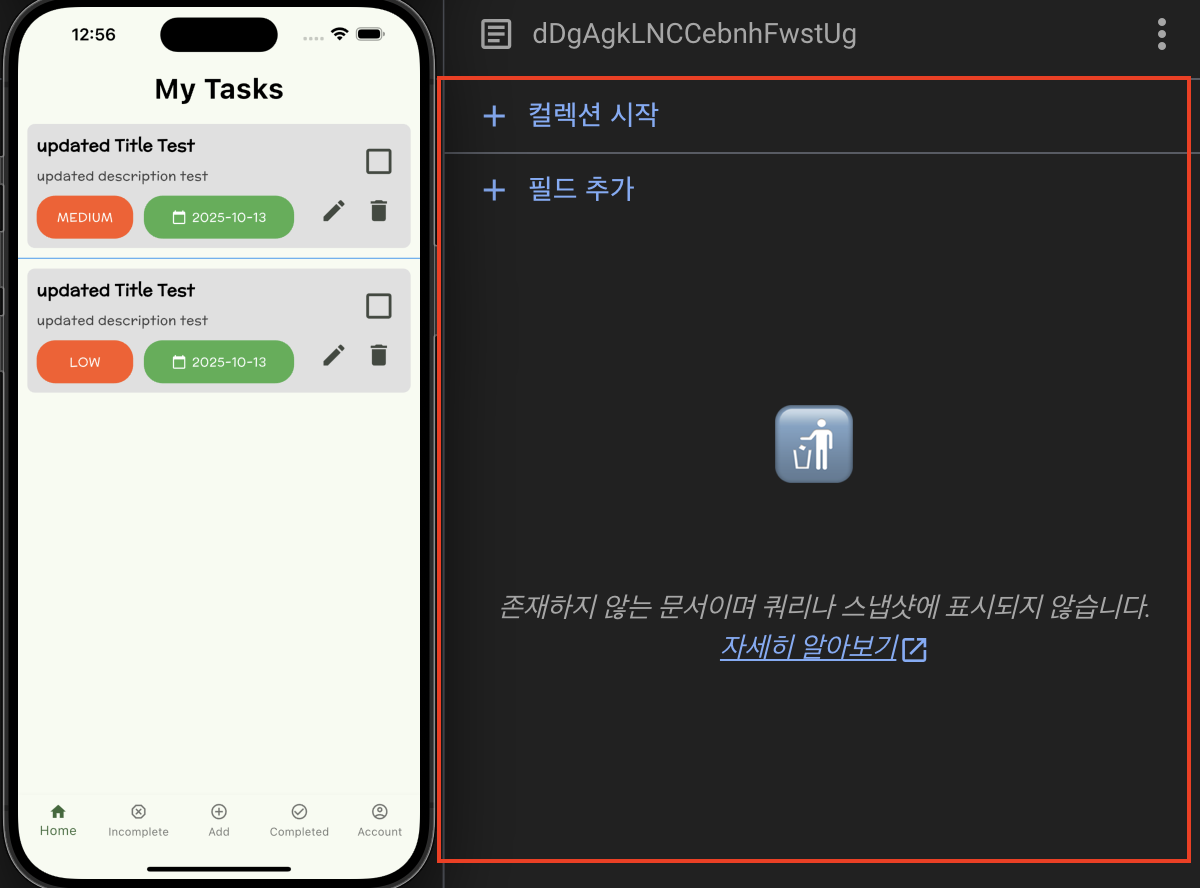 12:56
My Tasks
updated Title Test
updated description test
MEDIUM
2025-10-13
updated Title Test
updated description test
LOW
2025-10-13
Home
Incomplete
Add
Completed
Account
dDgAgkLNCCebnhFwstUg
+ 컬렉션 시작
+ 필드 추가
존재하지 않는 문서이며 쿼리나 스냅샷에 표시되지 않습니다.
자세히 알아보기